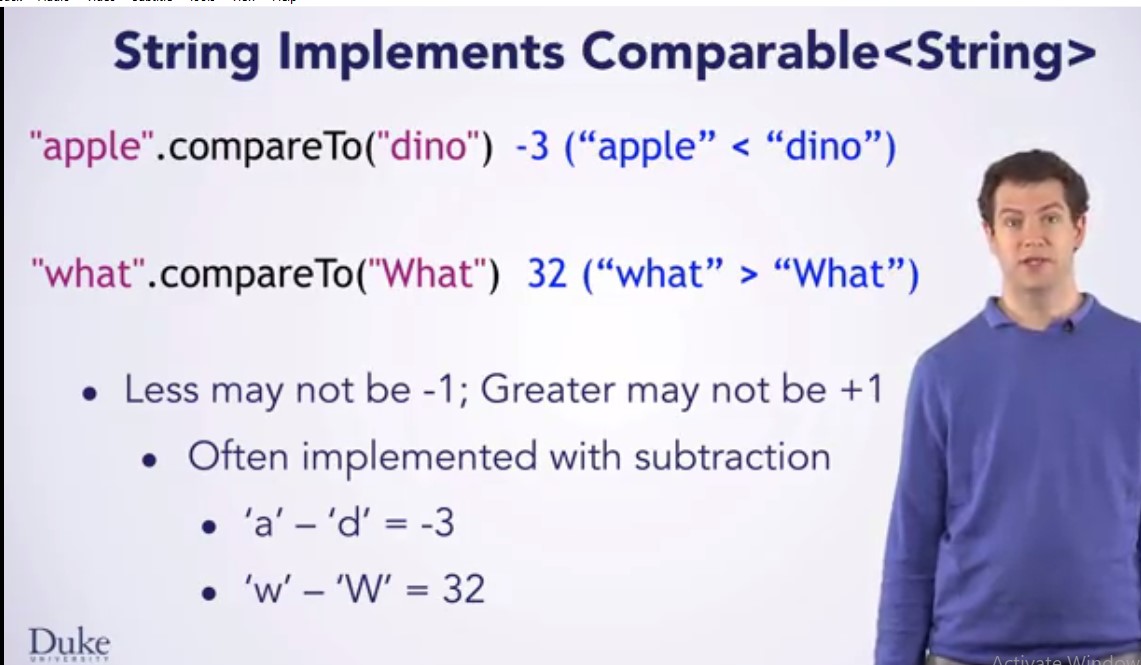 String Implements Comparable<String>
"apple".compareTo("dino") -3 (“apple” < “dino”)
"what".compareTo("What") 32 (“what” > “What”)
• Less may not be -1; Greater may not be +1
• Often implemented with subtraction
• ‘a’ – ‘d’ = -3
• ‘w’ – ‘W’ = 32
Duke
UNIVERSITY
Activate Window